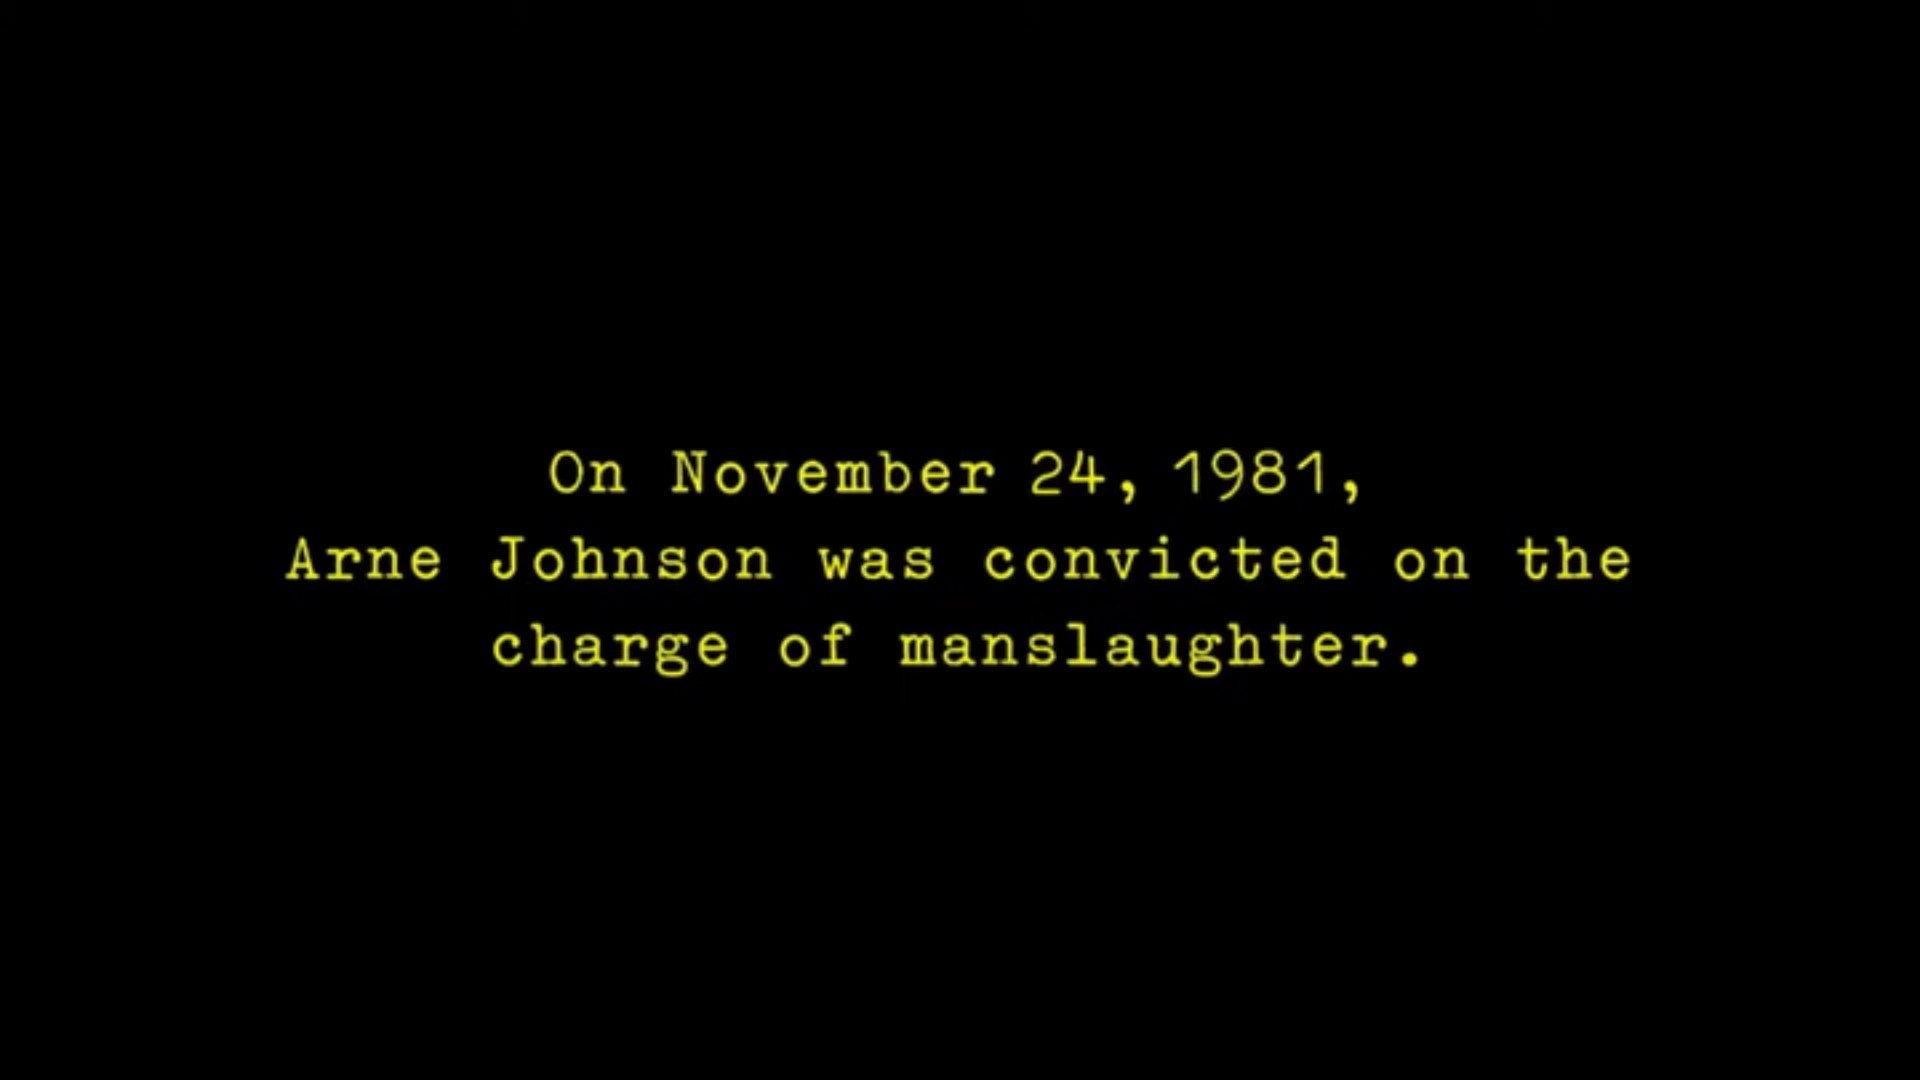 On November 24, 1981,
Arne Johnson was convicted on the
charge of manslaughter.